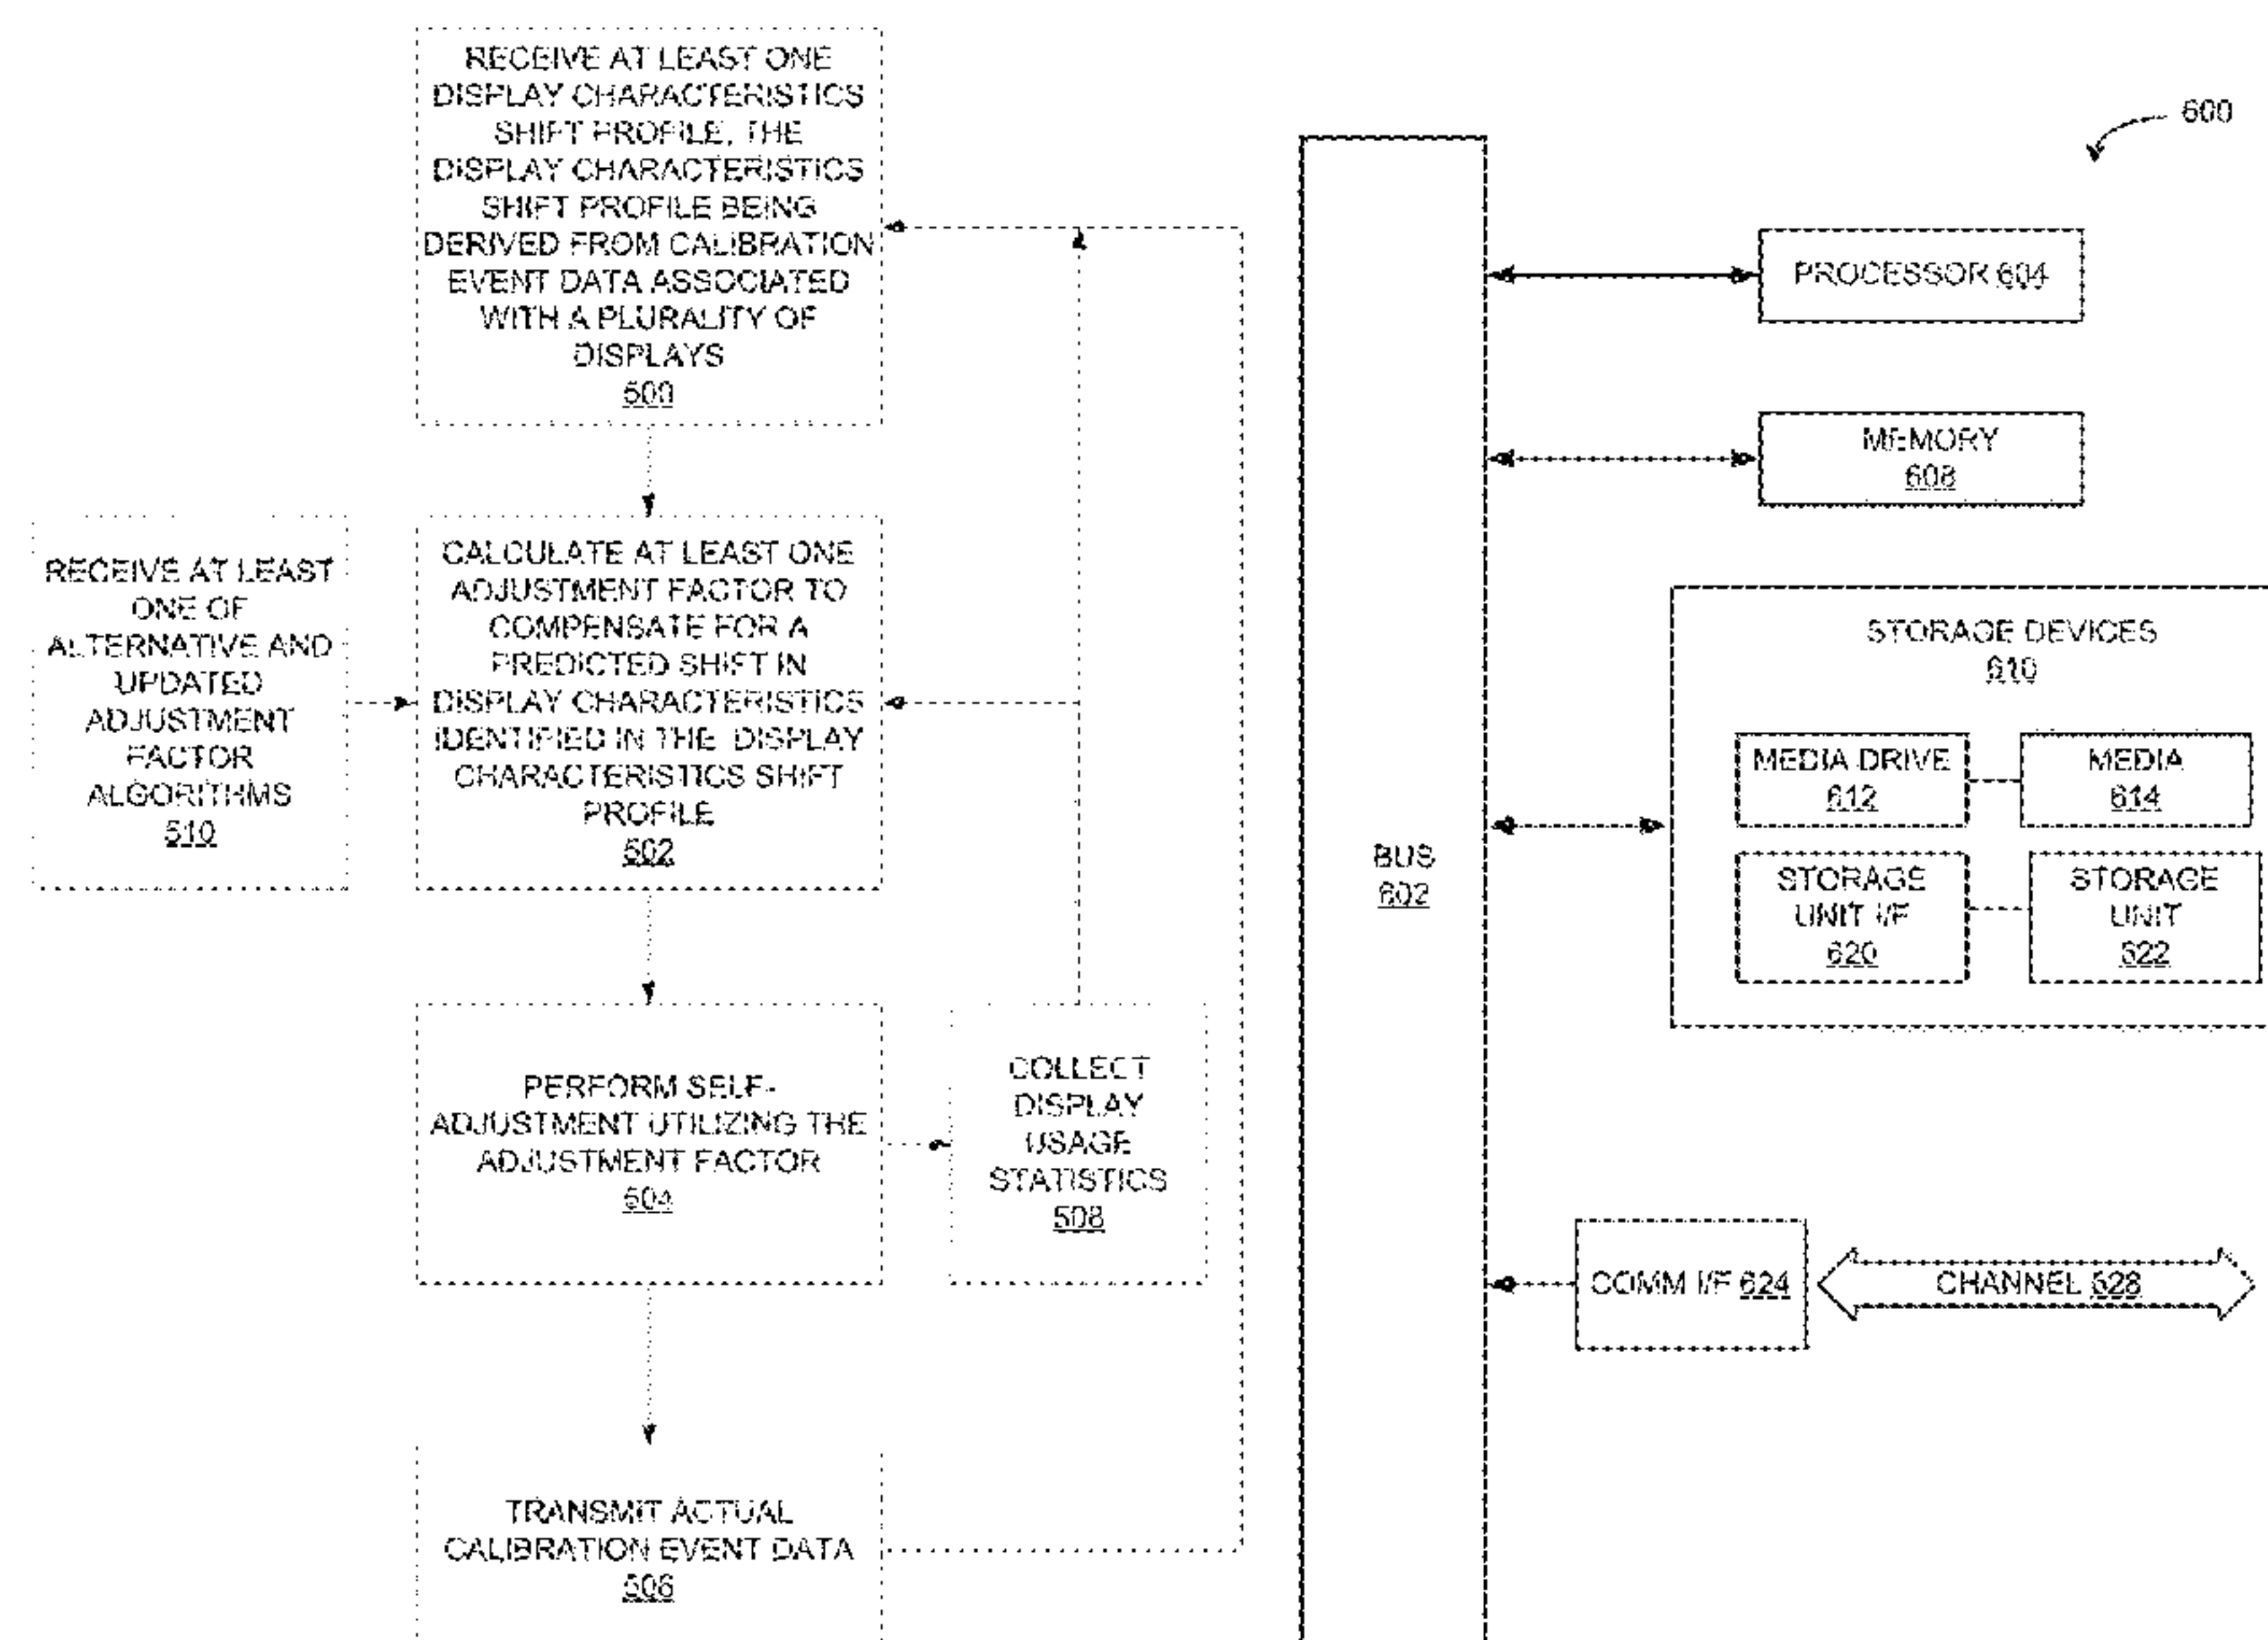 RECEIVE AT LEAST ONE
DISPLAY CHARACTERISTICS
SHIFT PROFILE, THE
DISPLAY CHARACTERISTICS
SHIFT PROFILE BEING
DERIVED FROM CALIBRATION
EVENT DATA ASSOCIATED
WITH A PLURALITY OF
DISPLAYS
500
RECEIVE AT LEAST
ONE OF
ALTERNATIVE AND
UPDATED
ADJUSTMENT
FACTOR
ALGORITHMS
510
CALCULATE AT LEAST ONE
ADJUSTMENT FACTOR TO
COMPENSATE FOR A
PREDICTED SHIFT IN
DISPLAY CHARACTERISTICS
IDENTIFIED IN THE DISPLAY
CHARACTERISTICS SHIFT
PROFILE
502
PERFORM SELF-
ADJUSTMENT UTILIZING THE
ADJUSTMENT FACTOR
504
COLLECT
DISPLAY
USAGE
STATISTICS
508
TRANSMIT ACTUAL
CALIBRATION EVENT DATA
506
600
BUS
602
PROCESSOR 604
MEMORY
608
STORAGE DEVICES
610
MEDIA DRIVE
612
MEDIA
614
STORAGE
UNIT I/F
620
STORAGE
UNIT
622
COMM I/F 624
CHANNEL 628